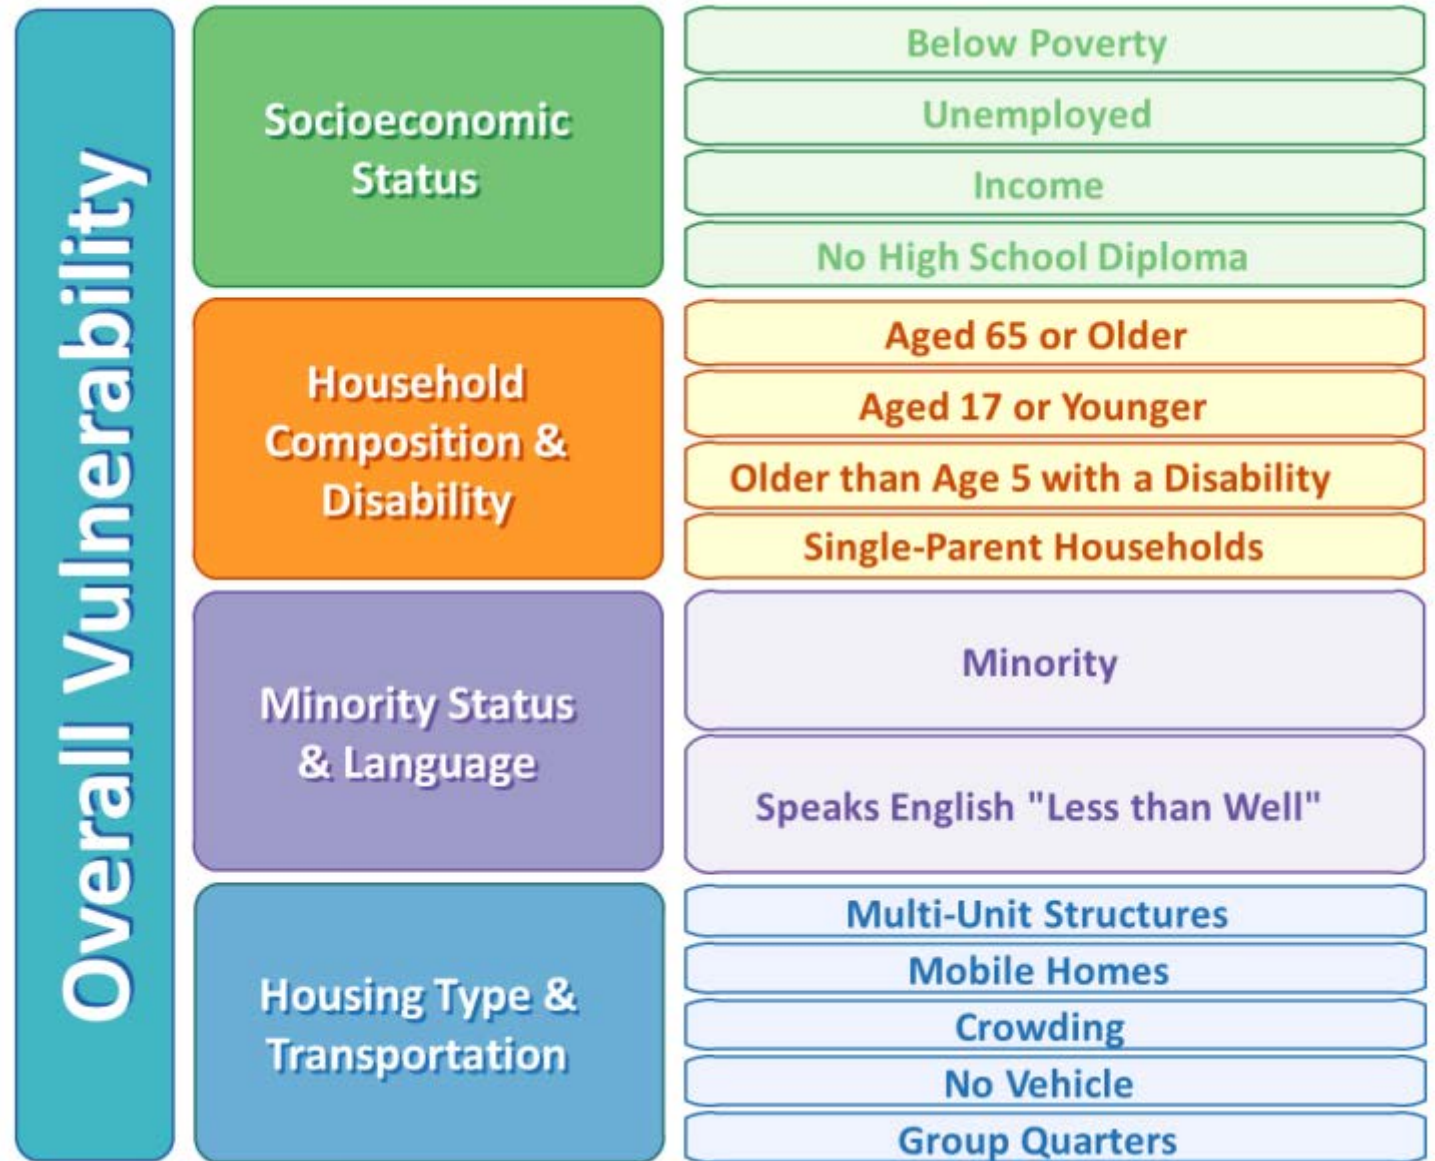 Overall Vulnerability
Socioeconomic
Status
Below Poverty
Unemployed
Income
No High School Diploma
Household
Composition &
Disability
Aged 65 or Older
Aged 17 or Younger
Older than Age 5 with a Disability
Single-Parent Households
Minority Status
& Language
Minority
Speaks English "Less than Well"
Housing Type &
Transportation
Multi-Unit Structures
Mobile Homes
Crowding
No Vehicle
Group Quarters